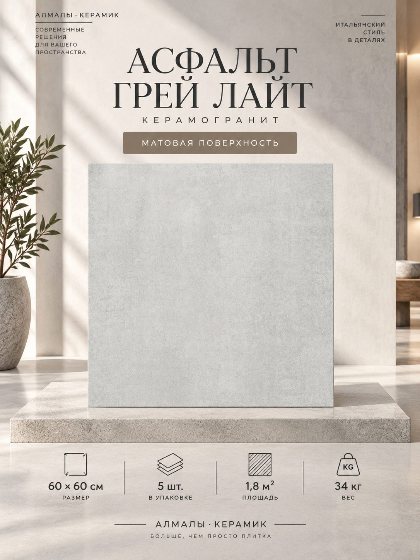 АЛМАЛЫ · КЕРАМИК
СОВРЕМЕННЫЕ
РЕШЕНИЯ
ДЛЯ ВАШЕГО
ПРОСТРАНСТВА
ИТАЛЬЯНСКИЙ
СТИЛЬ
В ДЕТАЛЯХ
АСФАЛЬТ
ГРЕЙ ЛАЙТ
КЕРАМОГРАНИТ
МАТОВАЯ ПОВЕРХНОСТЬ
60 × 60 см
РАЗМЕР
5 шт.
В УПАКОВКЕ
1,8 м²
ПЛОЩАДЬ
KG
34 кг
ВЕС
АЛМАЛЫ · КЕРАМИК
БОЛЬШЕ, ЧЕМ ПРОСТО ПЛИТКА